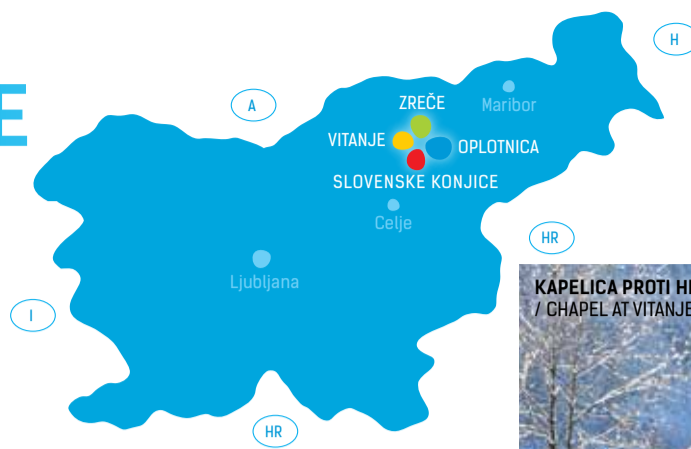 E
H
A
ZREČE
Maribor
VITANJE
OPLOTNICA
SLOVENSKE KONJICE
Celje
HR
Ljubljana
KAPELICA PROTI
/ CHAPEL AT VITANJE
I
HR